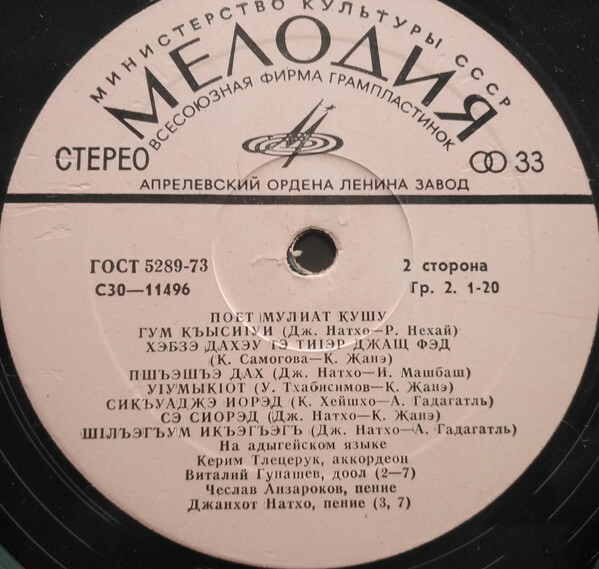 МИНИСТЕРСТВО КУЛЬТУРЫ СССР
МЕЛОДИЯ
ВСЕСОЮЗНАЯ ФИРМА ГРАМПЛАСТИНОК
СТЕРЕО 33
АПРЕЛЕВСКИЙ ОРДЕНА ЛЕНИНА ЗАВОД
ГОСТ 5289-73 2 сторона
С30—11496 Гр. 2. 1-20
ПОЕТ МУЛИАТ КУШУ
ГУМ КЪЫСИIУИ (Дж. Натхо—Р. Нехай)
ХЭБЗЭ ДАХЭУ ТЭ ТИIЭР ДЖАЩ ФЭД
(К. Самогова—К. Жанэ)
ПШЪЭШЪЭ ДАХ (Дж. Натхо—И. Машбаш)
УIУМЫКIОТ (У. Тхабисимов—К. Жанэ)
СИКЪУАДЖЭ ИОРЭД (К. Хейшхо—А. Гадагатль)
СЭ СИОРЭД (Дж. Натхо—К. Жанэ)
ШIЛЪЭГЪУМ ИКЪЭГЪЭГЪ (Дж. Натхо—А. Гадагатль)
На адыгейском языке
Керим Тлецерук, аккордеон
Виталий Гунашев, доол (2—7)
Чеслав Анзароков, пение
Джанхот Натхо, пение (3, 7)